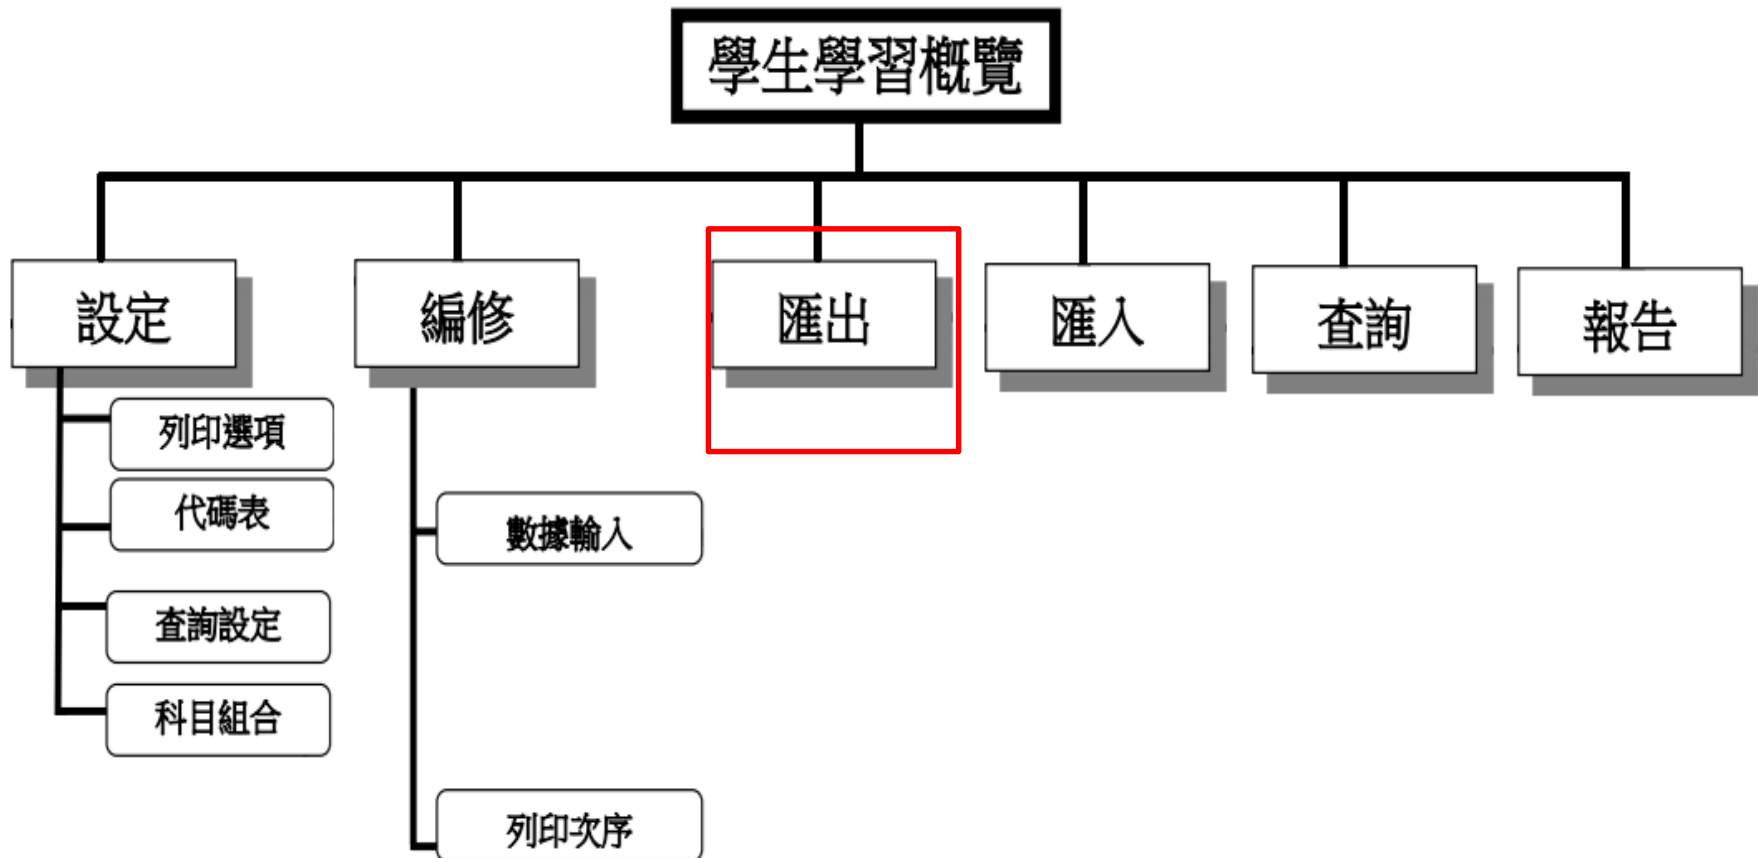 學生學習概覽
設定
編修
匯出
匯入
查詢
報告
列印選項
代碼表
查詢設定
科目組合
數據輸入
列印次序